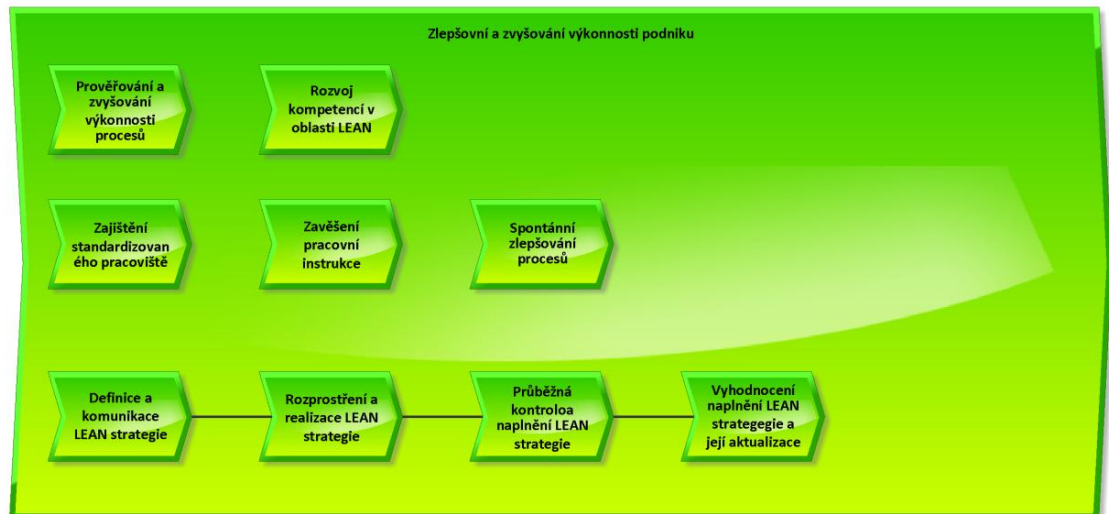 Zlepšovní a zvyšování výkonnosti podniku
Prověřování a
zvyšování
výkonnosti
procesů
Rozvoj
kompetencí v
oblasti LEAN
Zajištění
standardizovan
ého pracoviště
Zavěšení
pracovní
instrukce
Spontánní
zlepšování
procesů
Definice a
komunikace
LEAN strategie
Rozprostření a
realizace LEAN
strategie
Průběžná
kontroloa
naplnění LEAN
strategie
Vyhodnocení
naplnění LEAN
strategegie a
její aktualizace